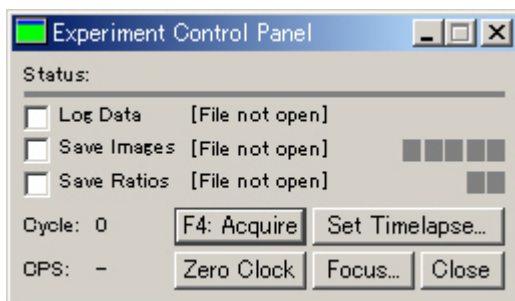 Experiment Control Panel
Status:
Log Data [File not open]
Save Images [File not open]
Save Ratios [File not open]
Cycle: 0 F4: Acquire Set Timelapse...
CPS: - Zero Clock Focus... Close